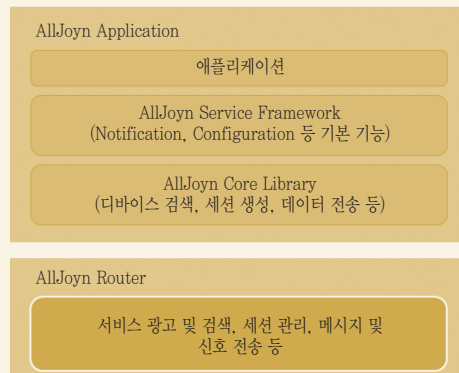 AllJoyn Application
애플리케이션
AllJoyn Service Framework
(Notification, Configuration 등 기본 기능)
AllJoyn Core Library
(디바이스 검색, 세션 생성, 데이터 전송 등)
AllJoyn Router
서비스 광고 및 검색, 세션 관리, 메시지 및
신호 전송 등